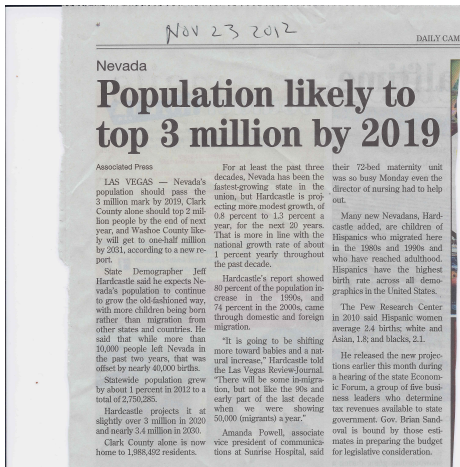 NOV 23 2012
DAILY CAM
Nevada
Population likely to
top 3 million by 2019
Associated Press
LAS VEGAS — Nevada's
population should pass the
3 million mark by 2019, Clark
County alone should top 2 mil-
lion people by the end of next
year, and Washoe County like-
ly will get to one-half million
by 2031, according to a new re-
port.
State Demographer Jeff
Hardcastle said he expects Ne-
vada's population to continue
to grow the old-fashioned way,
with more children being born
rather than migration from
other states and countries. He
said that while more than
10,000 people left Nevada in
the past two years, that was
offset by nearly 40,000 births.
Statewide population grew
by about 1 percent in 2012 to a
total of 2,750,285.
Hardcastle projects it at
slightly over 3 million in 2020
and nearly 3.4 million in 2030.
Clark County alone is now
home to 1,988,492 residents.
For at least the past three
decades, Nevada has been the
fastest-growing state in the
union, but Hardcastle is proj-
ecting more modest growth, of
0.8 percent to 1.3 percent a
year, for the next 20 years.
That is more in line with the
national growth rate of about
1 percent yearly throughout
the past decade.
Hardcastle's report showed
80 percent of the population in-
crease in the 1990s, and
74 percent in the 2000s, came
through domestic and foreign
migration.
“It is going to be shifting
more toward babies and a nat-
ural increase,” Hardcastle told
the Las Vegas Review-Journal.
“There will be some in-migra-
tion, but not like the 90s and
early part of the last decade
when we were showing
50,000 (migrants) a year.”
Amanda Powell, associate
vice president of communica-
tions at Sunrise Hospital, said
their 72-bed maternity unit
was so busy Monday even the
director of nursing had to help
out.
Many new Nevadans, Hard-
castle added, are children of
Hispanics who migrated here
in the 1980s and 1990s and
who have reached adulthood.
Hispanics have the highest
birth rate across all demo-
graphics in the United States.
The Pew Research Center
in 2010 said Hispanic women
average 2.4 births; white and
Asian, 1.8; and blacks, 2.1.
He released the new projec-
tions earlier this month during
a hearing of the state Econom-
ic Forum, a group of five busi-
ness leaders who determine
tax revenues available to state
government. Gov. Brian Sand-
oval is bound by those esti-
mates in preparing the budget
for legislative consideration.